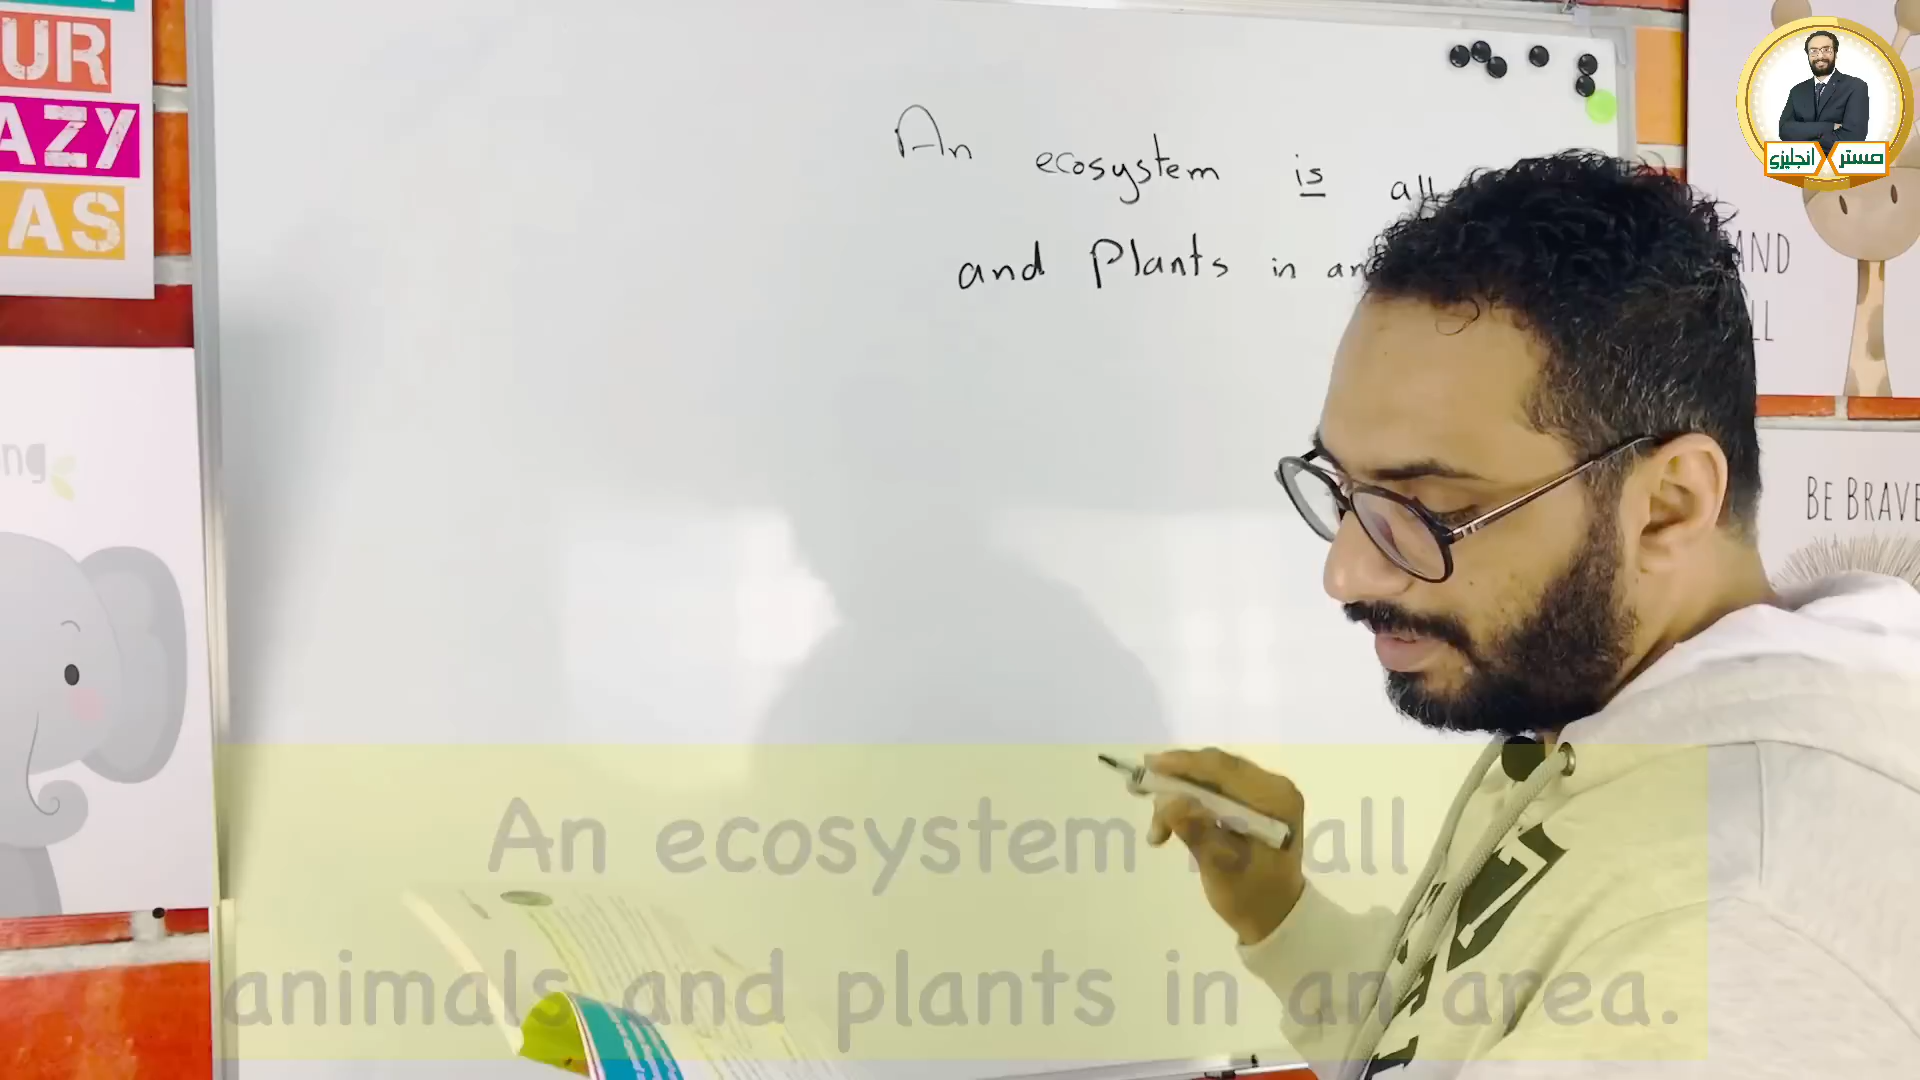 UR
AZY
AS
ng
An ecosystem is all
and Plants in an
مستر X انجليزي
AND
LL
BE BRAVE
An ecosystem is all
animals and plants in an area.